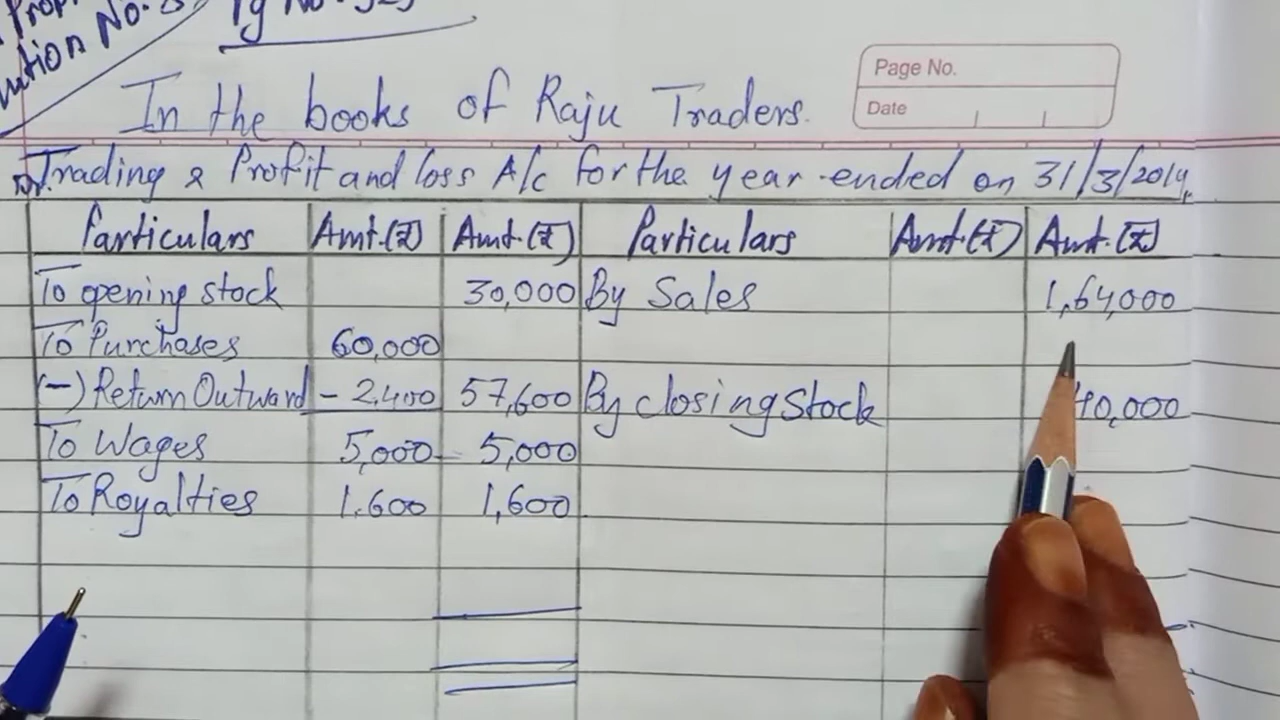 No.
In the books of Raju Traders.
Page No.
Date
Trading & Profit and loss A/c for the year ended on 31/3/2019.
Particulars Amt.(₹) Amt.(₹) Particulars Amt.(₹) Amt.(₹)
To opening stock 30,000 By Sales 1,64,000
To Purchases 60,000
(-) Return Outward - 2,400 57,600 By closing stock 40,000
To Wages 5,000 5,000
To Royalties 1,600 1,600